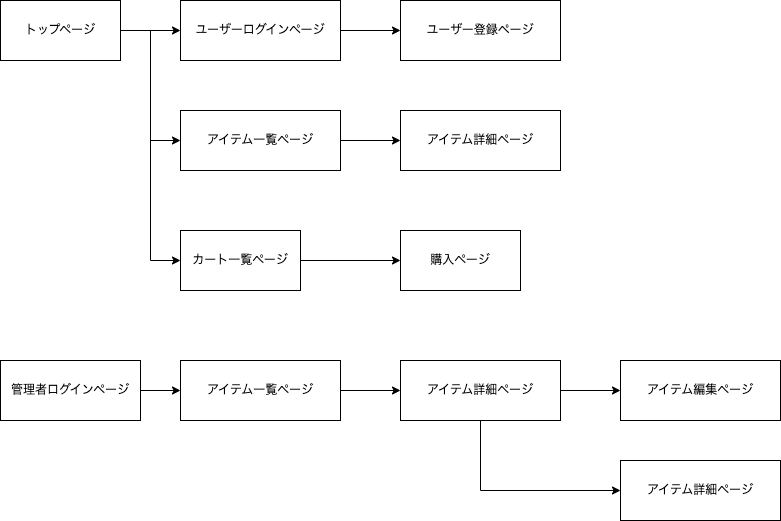 トップページ
ユーザーログインページ
ユーザー登録ページ
アイテム一覧ページ
アイテム詳細ページ
カート一覧ページ
購入ページ
管理者ログインページ
アイテム一覧ページ
アイテム詳細ページ
アイテム編集ページ
アイテム詳細ページ